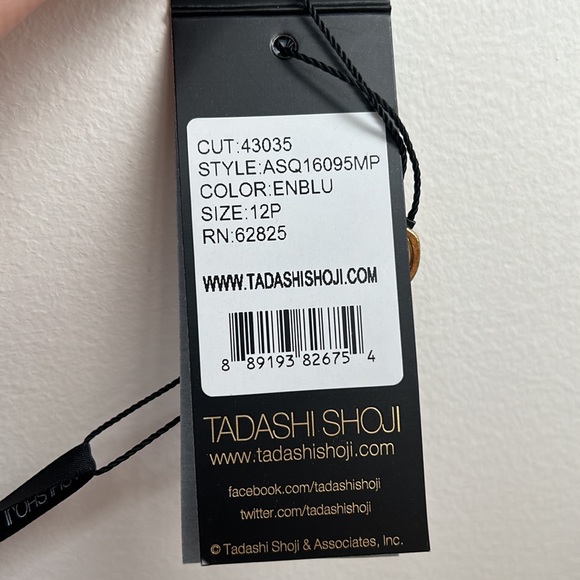 CUT:43035
STYLE:ASQ16095MP
COLOR:ENBLU
SIZE:12P
RN:62825
WWW.TADASHISHOJI.COM
8 89193 82675 4
TADASHI SHOJI
www.tadashishoji.com
facebook.com/tadashishoji
twitter.com/tadashishoji
© Tadashi Shoji & Associates, Inc.